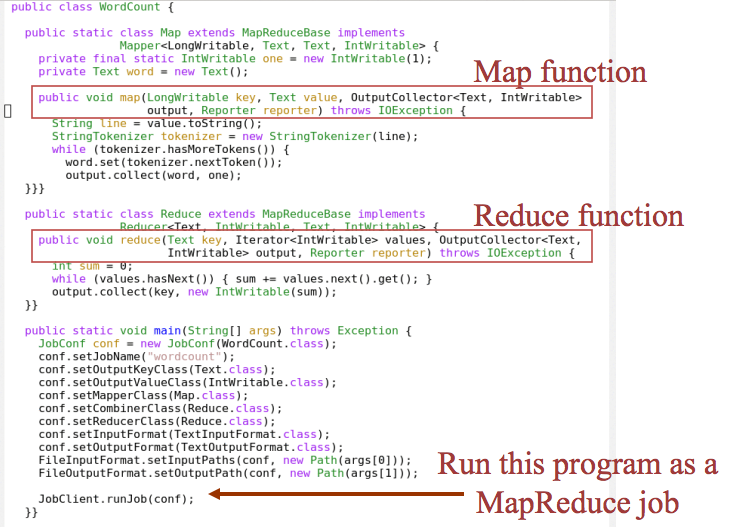 public class WordCount {
public static class Map extends MapReduceBase implements
Mapper<LongWritable, Text, Text, IntWritable> {
private final static IntWritable one = new IntWritable(1);
private Text word = new Text();
Map function
public void map(LongWritable key, Text value, OutputCollector<Text, IntWritable>
output, Reporter reporter) throws IOException {
String line = value.toString();
StringTokenizer tokenizer = new StringTokenizer(line);
while (tokenizer.hasMoreTokens()) {
word.set(tokenizer.nextToken());
output.collect(word, one);
}}}
public static class Reduce extends MapReduceBase implements
Reduce function
Reducer<Text, IntWritable, Text, IntWritable> {
public void reduce(Text key, Iterator<IntWritable> values, OutputCollector<Text,
IntWritable> output, Reporter reporter) throws IOException {
int sum = 0;
while (values.hasNext()) { sum += values.next().get(); }
output.collect(key, new IntWritable(sum));
}}
public static void main(String[] args) throws Exception {
JobConf conf = new JobConf(WordCount.class);
conf.setJobName("wordcount");
conf.setOutputKeyClass(Text.class);
conf.setOutputValueClass(IntWritable.class);
conf.setMapperClass(Map.class);
conf.setCombinerClass(Reduce.class);
conf.setReducerClass(Reduce.class);
conf.setInputFormat(TextInputFormat.class);
conf.setOutputFormat(TextOutputFormat.class);
FileInputFormat.setInputPaths(conf, new Path(args[0]));
FileOutputFormat.setOutputPath(conf, new Path(args[1]));
Run this program as a
MapReduce job
JobClient.runJob(conf);
}}